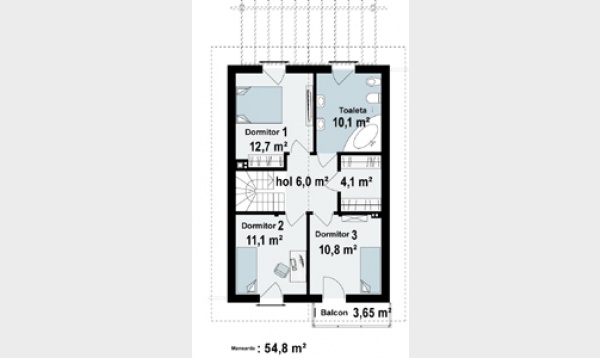 Toaleta
10,1 m²
Dormitor 1
12,7 m²
hol 6,0 m²
4,1 m²
Dormitor 2
11,1 m²
Dormitor 3
10,8 m²
Balcon 3,65 m²
Mansarda : 54,8 m²